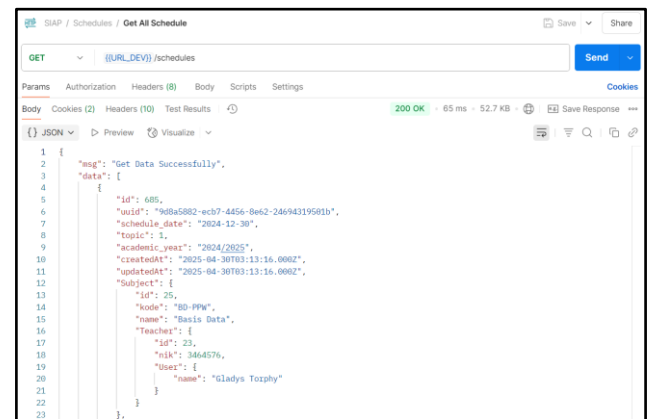 SIAP / Schedules / Get All Schedule Save Share
GET {{URL_DEV}} /schedules Send
Params Authorization Headers (8) Body Scripts Settings Cookies
Body Cookies (2) Headers (10) Test Results 200 OK 65 ms 52.7 KB Save Response
{} JSON Preview Visualize
1 {
2 "msg": "Get Data Successfully",
3 "data": [
4 {
5 "id": 685,
6 "uuid": "9d8a5882-ecb7-4456-8e62-24694319501b",
7 "schedule_date": "2024-12-30",
8 "topic": 1,
9 "academic_year": "2024/2025",
10 "createdAt": "2025-04-30T03:13:16.000Z",
11 "updatedAt": "2025-04-30T03:13:16.000Z",
12 "Subject": {
13 "id": 25,
14 "kode": "BD-PPW",
15 "name": "Basis Data",
16 "Teacher": {
17 "id": 23,
18 "nik": 3464576,
19 "User": {
20 "name": "Gladys Torphy"
21 }
22 }
23 },